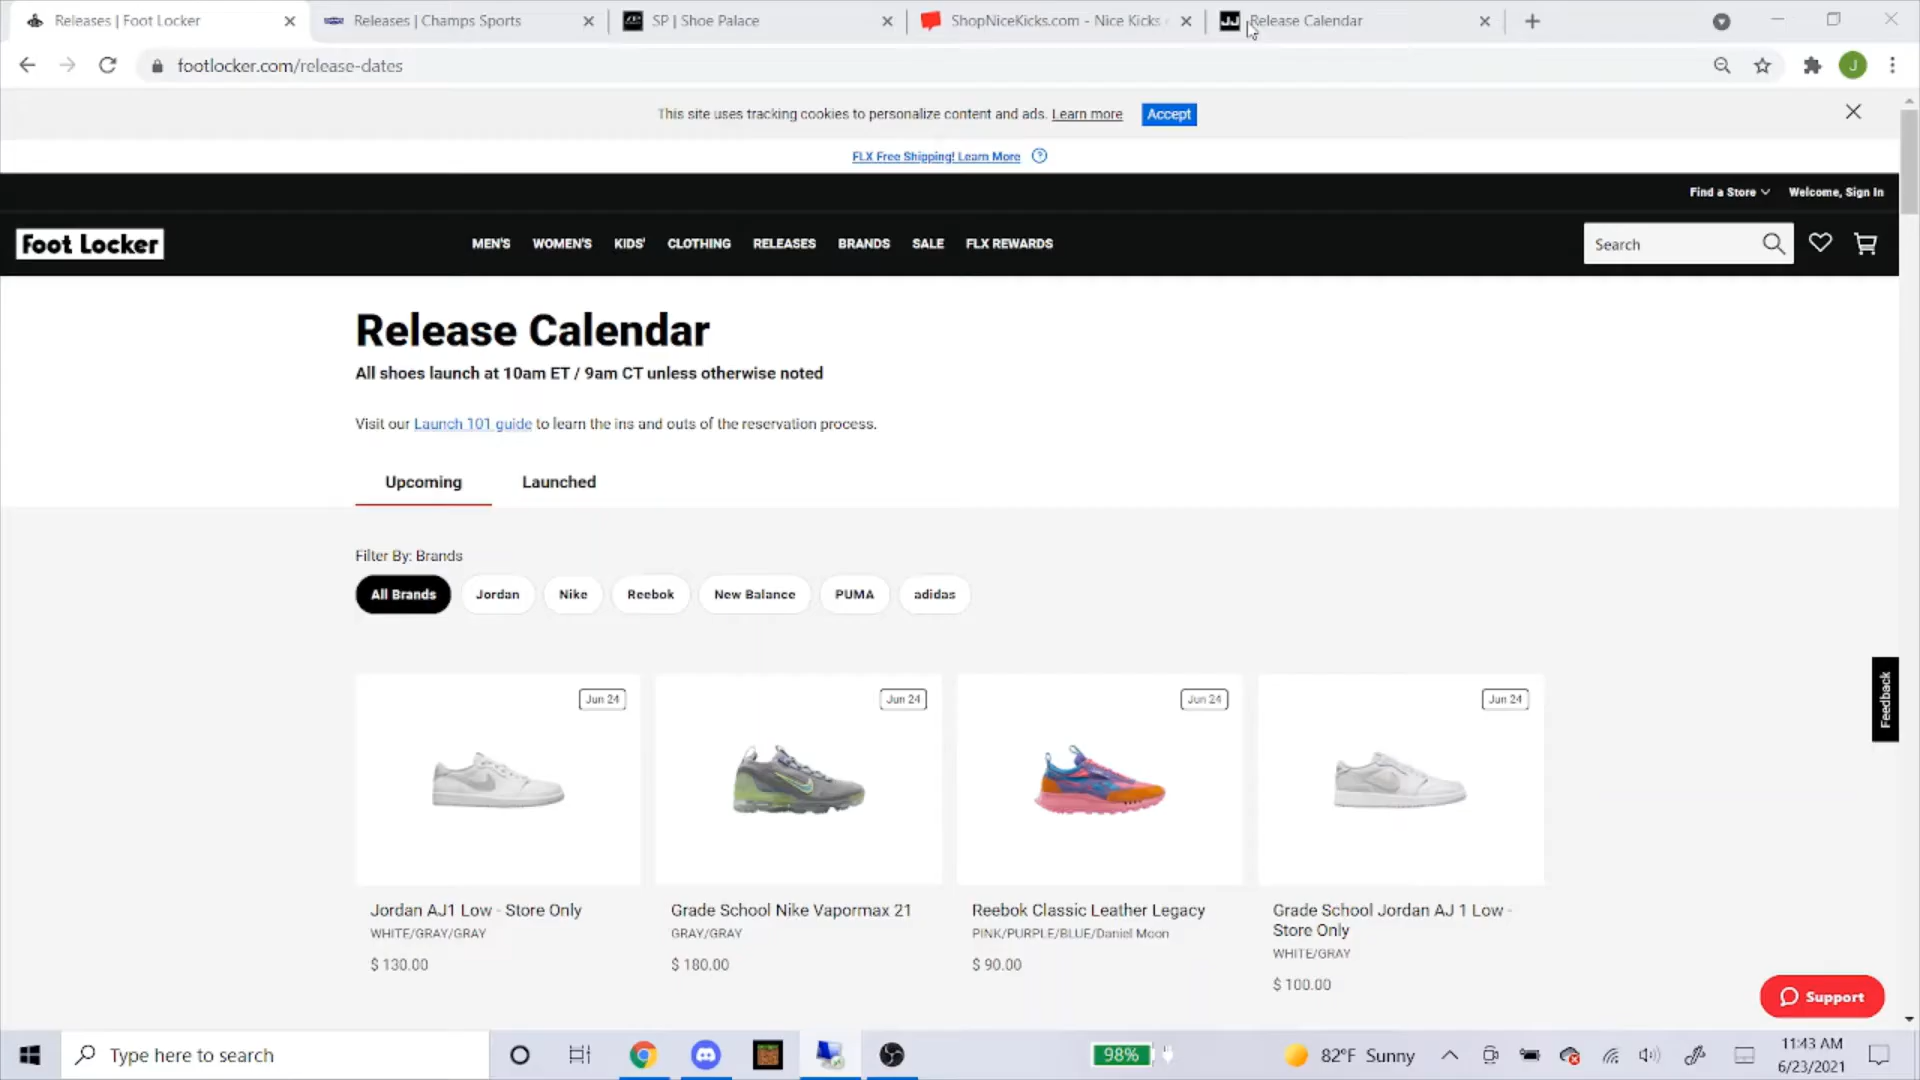 Releases | Foot Locker
Releases | Champs Sports
SP | Shoe Palace
ShopNiceKicks.com - Nice Kicks
JJ Release Calendar
footlocker.com/release-dates
J
This site uses tracking cookies to personalize content and ads. Learn more Accept
FLX Free Shipping! Learn More ?
Find a Store Welcome, Sign In
Foot Locker MEN'S WOMEN'S KIDS' CLOTHING RELEASES BRANDS SALE FLX REWARDS Search
Release Calendar
All shoes launch at 10am ET / 9am CT unless otherwise noted
Visit our Launch 101 guide to learn the ins and outs of the reservation process.
Upcoming Launched
Filter By: Brands
All Brands Jordan Nike Reebok New Balance PUMA adidas
Feedback
Jun 24 Jun 24 Jun 24 Jun 24
Jordan AJ1 Low - Store Only
WHITE/GRAY/GRAY
$ 130.00
Grade School Nike Vapormax 21
GRAY/GRAY
$ 180.00
Reebok Classic Leather Legacy
PINK/PURPLE/BLUE/Daniel Moon
$ 90.00
Grade School Jordan AJ 1 Low -
Store Only
WHITE/GRAY
$ 100.00
Support
Type here to search
98%
82°F Sunny
11:43 AM
6/23/2021